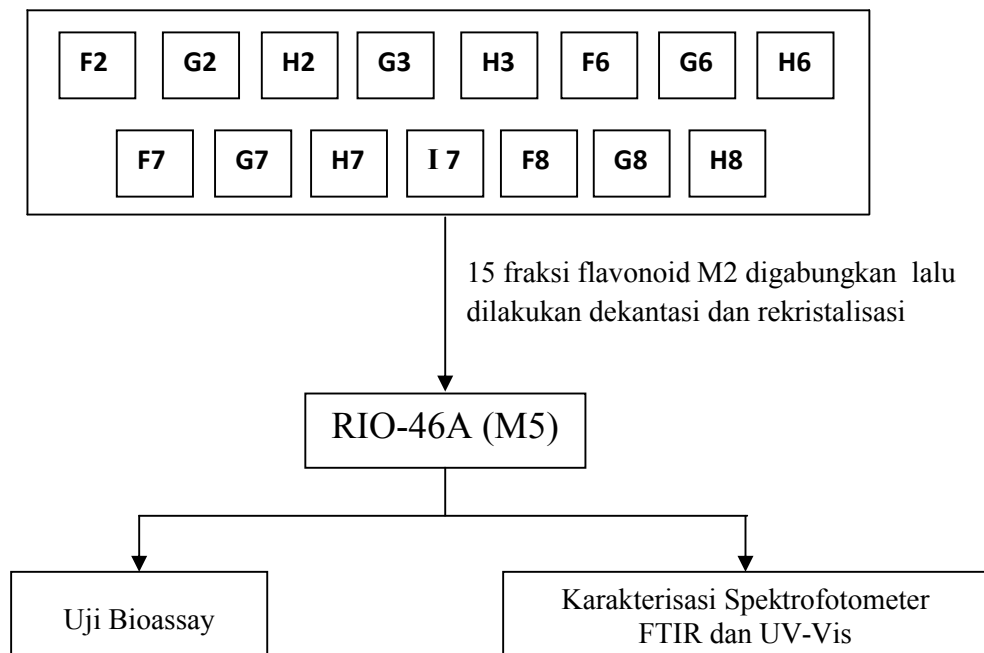 F2 G2 H2 G3 H3 F6 G6 H6
F7 G7 H7 I 7 F8 G8 H8
15 fraksi flavonoid M2 digabungkan lalu
dilakukan dekantasi dan rekristalisasi
RIO-46A (M5)
Uji Bioassay
Karakterisasi Spektrofotometer
FTIR dan UV-Vis